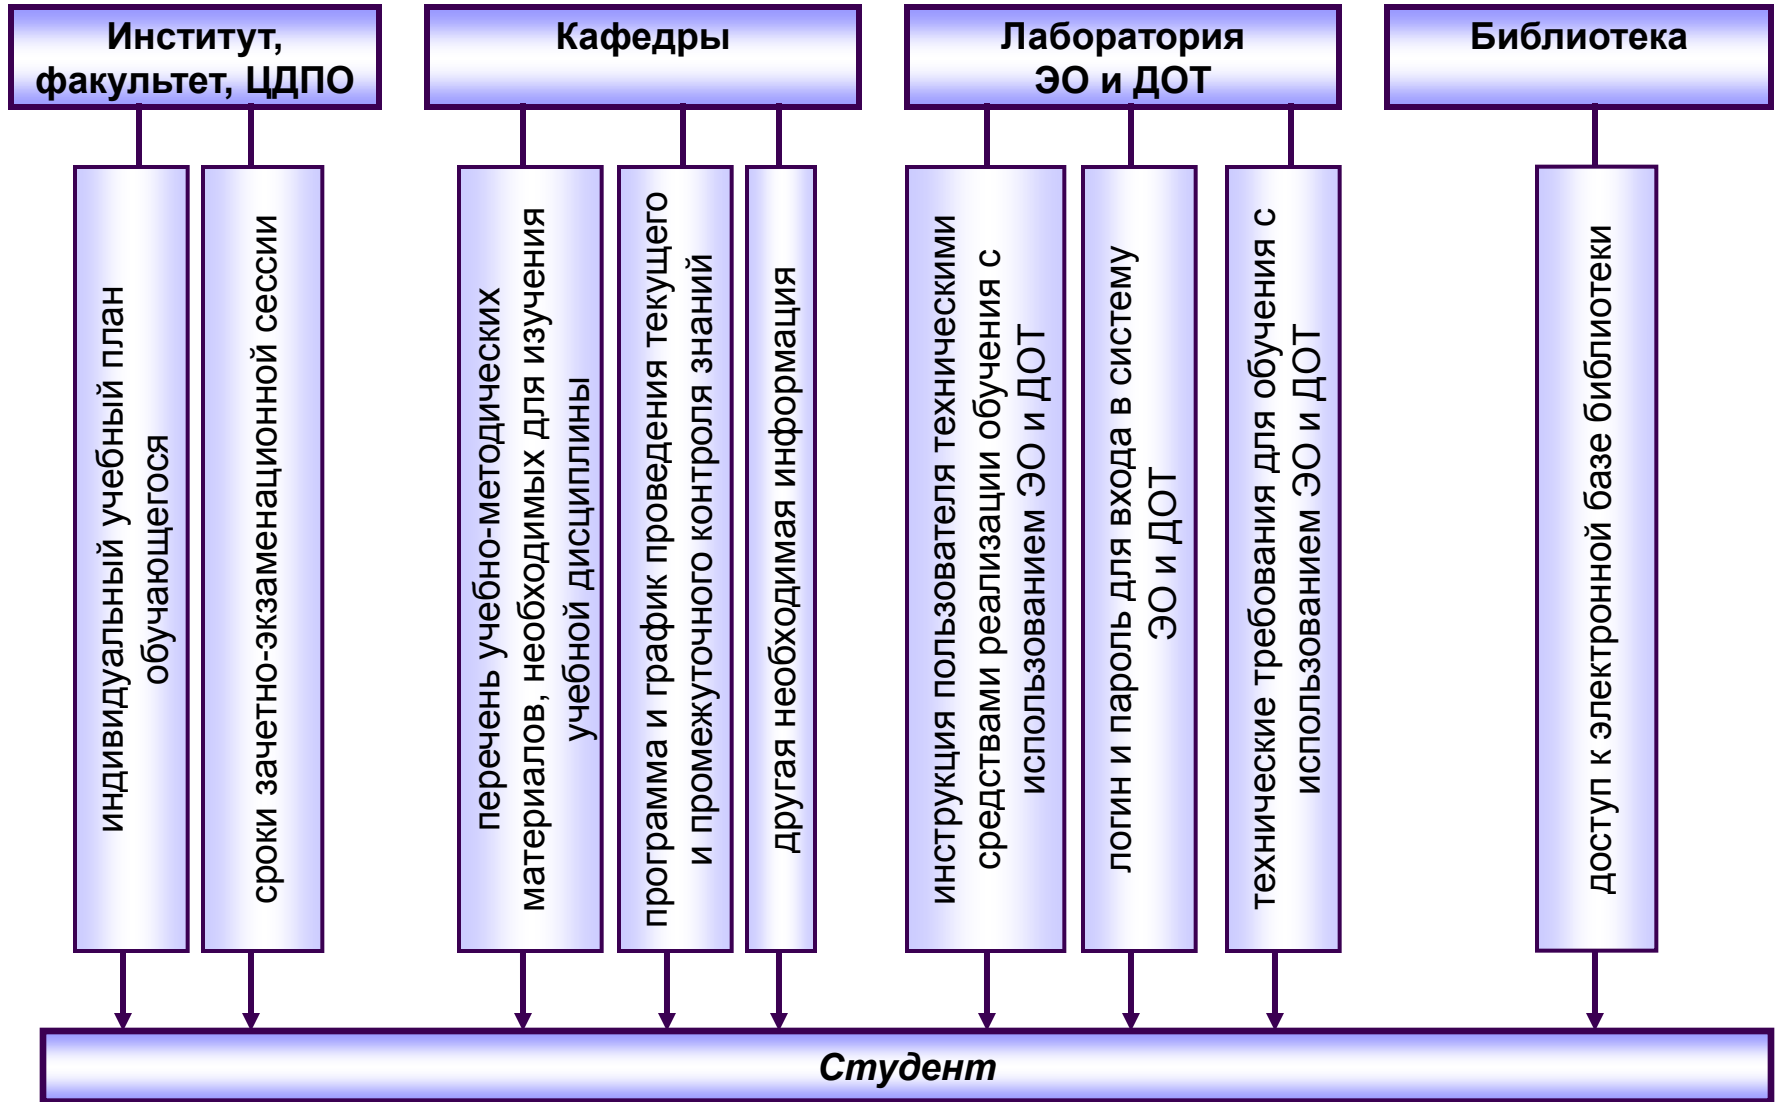 Институт,
факультет, ЦДПО
Кафедры
Лаборатория
ЭО и ДОТ
Библиотека
индивидуальный учебный план
обучающегося
сроки зачетно-экзаменационной сессии
перечень учебно-методических
материалов, необходимых для изучения
учебной дисциплины
программа и график проведения текущего
и промежуточного контроля знаний
другая необходимая информация
инструкция пользователя техническими
средствами реализации обучения с
использованием ЭО и ДОТ
логин и пароль для входа в систему
ЭО и ДОТ
технические требования для обучения с
использованием ЭО и ДОТ
доступ к электронной базе библиотеки
Студент